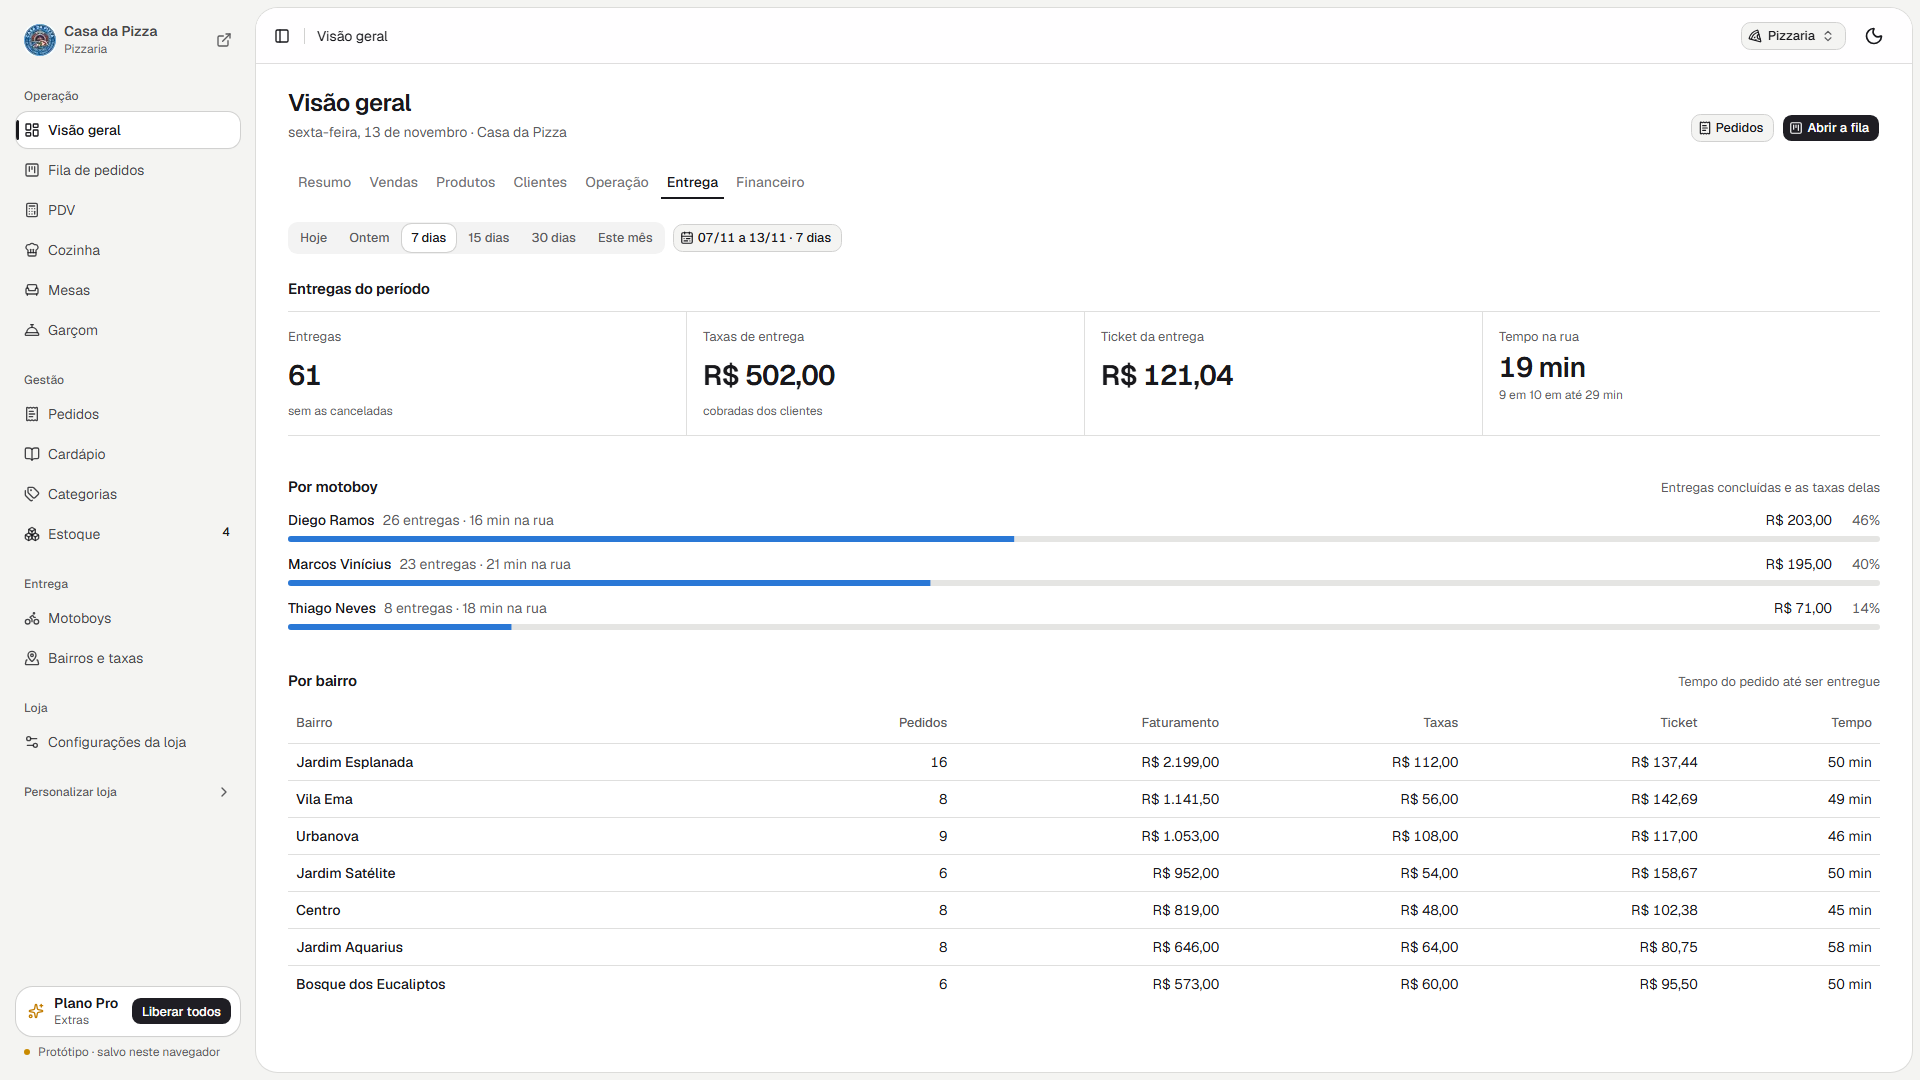 Casa da Pizza
Pizzaria
Operação
Visão geral
Fila de pedidos
PDV
Cozinha
Mesas
Garçom
Gestão
Pedidos
Cardápio
Categorias
Estoque 4
Entrega
Motoboys
Bairros e taxas
Loja
Configurações da loja
Personalizar loja
Plano Pro
Extras
Liberar todos
Protótipo · salvo neste navegador
Visão geral
Pizzaria
Visão geral
sexta-feira, 13 de novembro · Casa da Pizza
Pedidos Abrir a fila
Resumo Vendas Produtos Clientes Operação Entrega Financeiro
Hoje Ontem 7 dias 15 dias 30 dias Este mês 07/11 a 13/11 · 7 dias
Entregas do período
Entregas
61
sem as canceladas
Taxas de entrega
R$ 502,00
cobradas dos clientes
Ticket da entrega
R$ 121,04
Tempo na rua
19 min
9 em 10 em até 29 min
Por motoboy Entregas concluídas e as taxas delas
Diego Ramos 26 entregas · 16 min na rua R$ 203,00 46%
Marcos Vinícius 23 entregas · 21 min na rua R$ 195,00 40%
Thiago Neves 8 entregas · 18 min na rua R$ 71,00 14%
Por bairro Tempo do pedido até ser entregue
Bairro Pedidos Faturamento Taxas Ticket Tempo
Jardim Esplanada 16 R$ 2.199,00 R$ 112,00 R$ 137,44 50 min
Vila Ema 8 R$ 1.141,50 R$ 56,00 R$ 142,69 49 min
Urbanova 9 R$ 1.053,00 R$ 108,00 R$ 117,00 46 min
Jardim Satélite 6 R$ 952,00 R$ 54,00 R$ 158,67 50 min
Centro 8 R$ 819,00 R$ 48,00 R$ 102,38 45 min
Jardim Aquarius 8 R$ 646,00 R$ 64,00 R$ 80,75 58 min
Bosque dos Eucaliptos 6 R$ 573,00 R$ 60,00 R$ 95,50 50 min